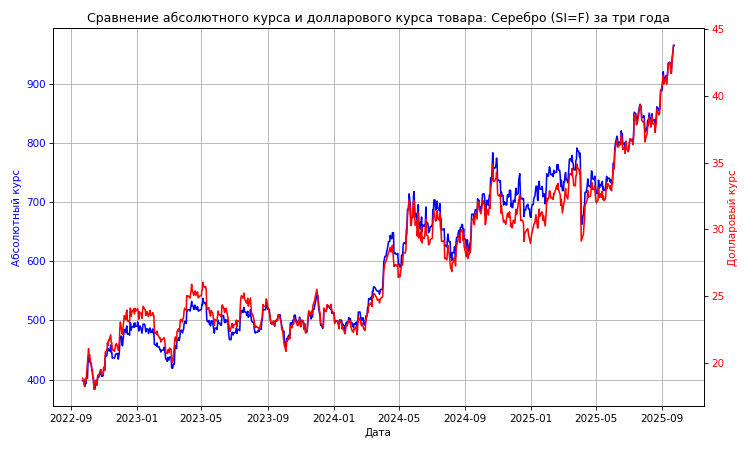 Сравнение абсолютного курса и долларового курса товара: Серебро (SI=F) за три года
Абсолютный курс
900
800
700
600
500
400
45
40
35
30
25
20
Долларовый курс
2022-09 2023-01 2023-05 2023-09 2024-01 2024-05 2024-09 2025-01 2025-05 2025-09
Дата